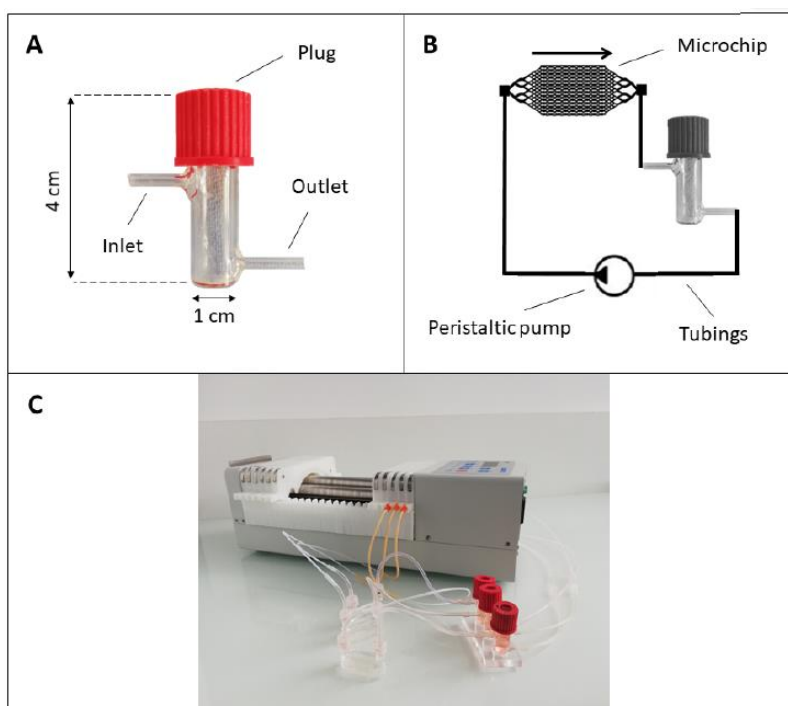 A
Plug
4 cm
Inlet
Outlet
1 cm
B
Microchip
Peristaltic pump
Tubings
C